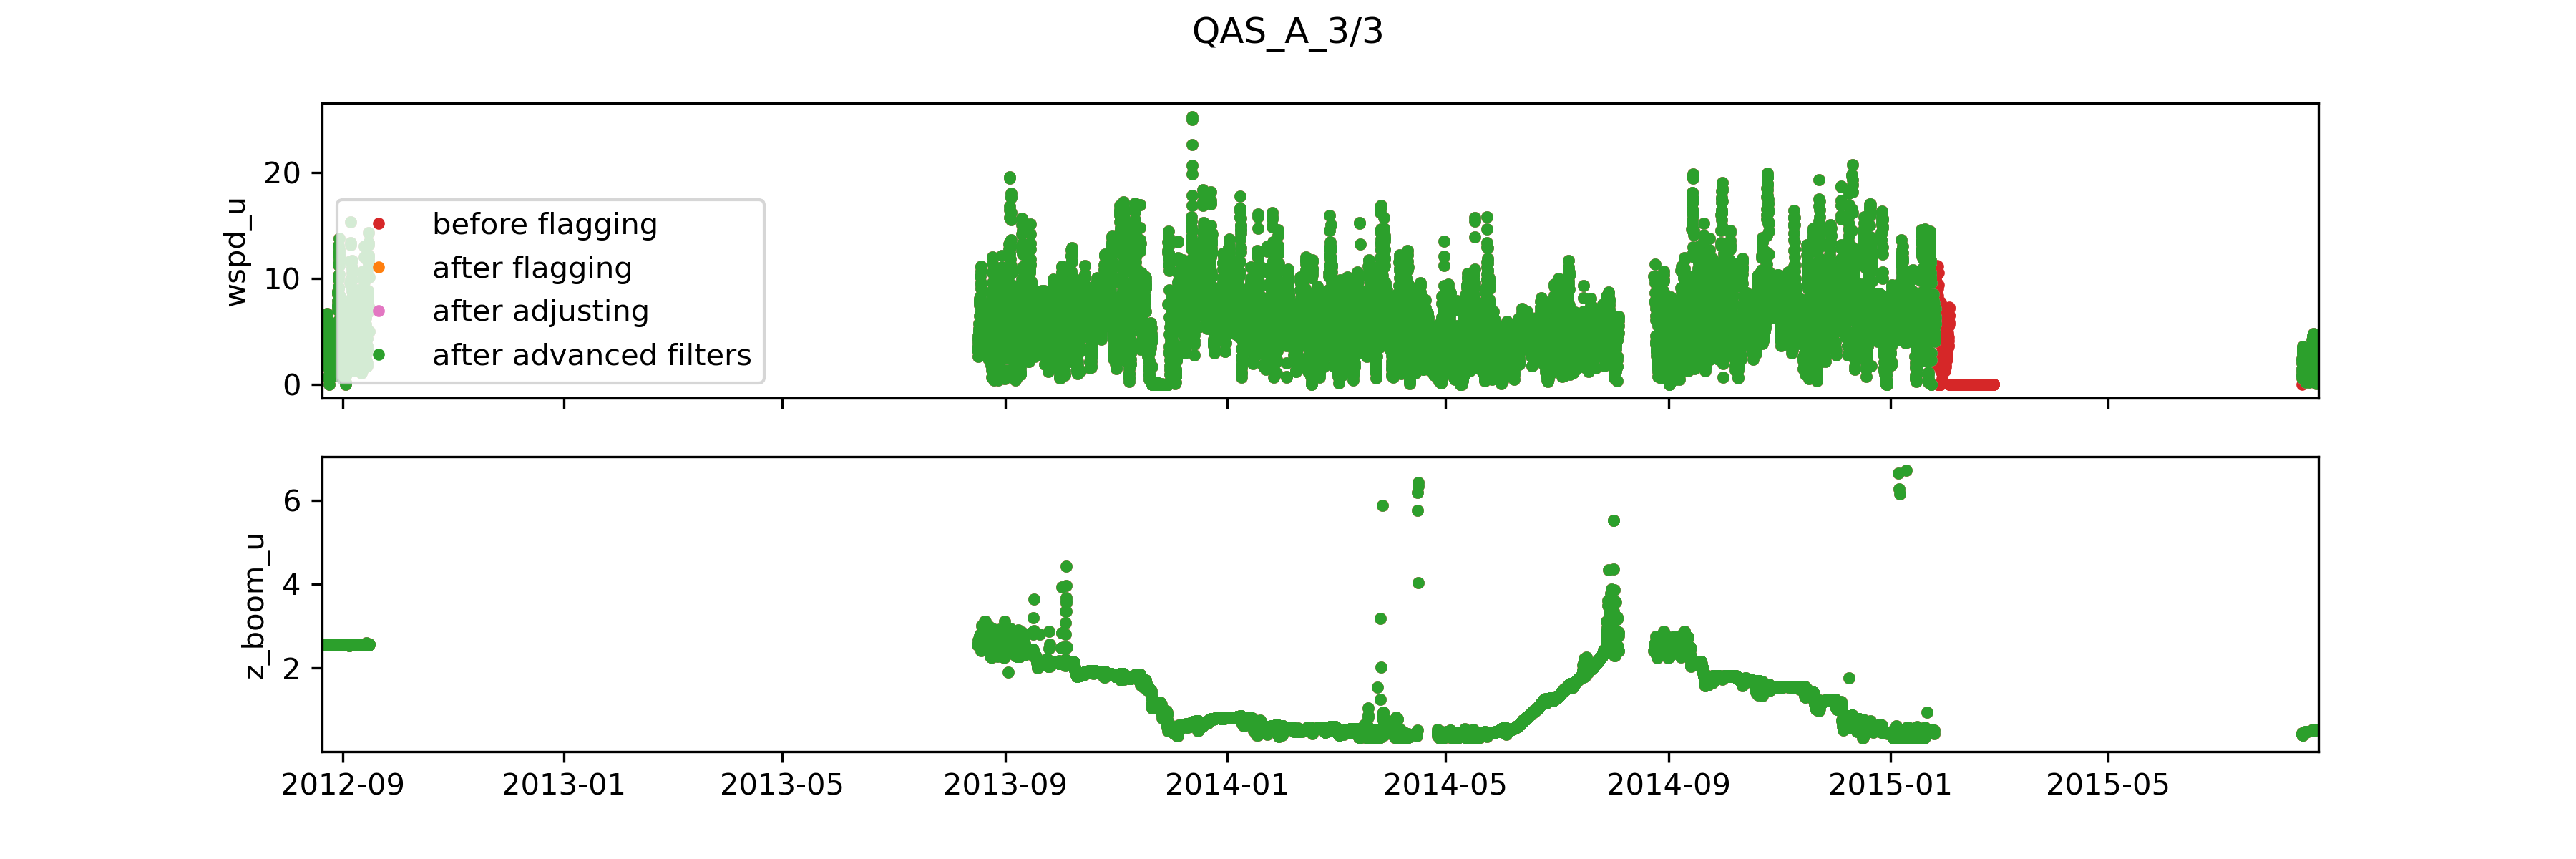 QAS_A_3/3
wspd_u
20
10
0
before flagging
after flagging
after adjusting
after advanced filters
z_boom_u
6
4
2
2012-09 2013-01 2013-05 2013-09 2014-01 2014-05 2014-09 2015-01 2015-05